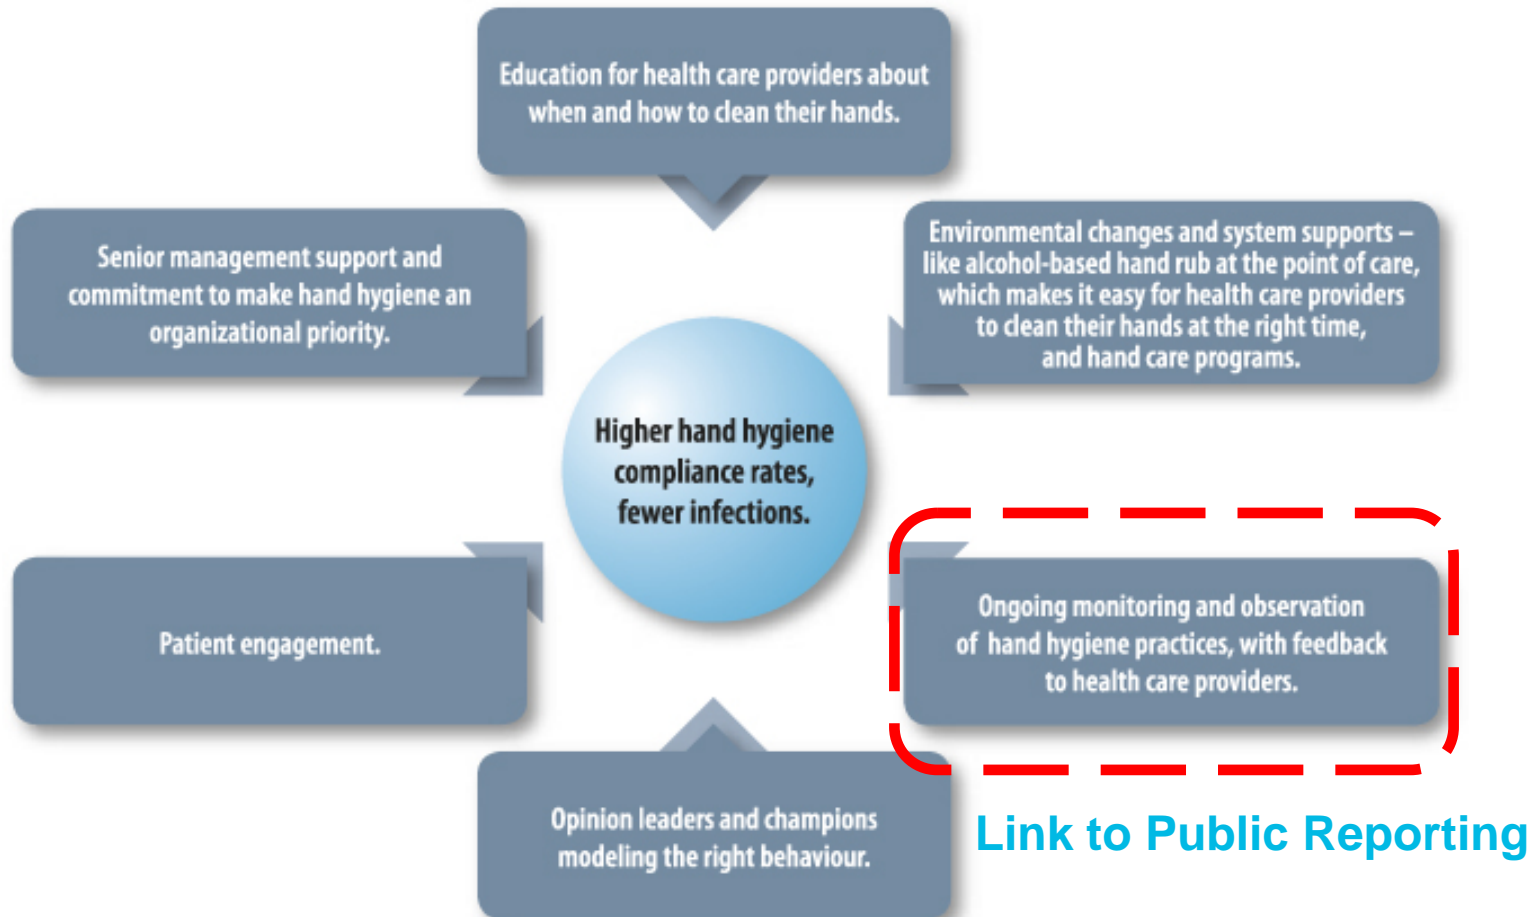 Education for health care providers about
when and how to clean their hands.
Senior management support and
commitment to make hand hygiene an
organizational priority.
Environmental changes and system supports –
like alcohol-based hand rub at the point of care,
which makes it easy for health care providers
to clean their hands at the right time,
and hand care programs.
Higher hand hygiene
compliance rates,
fewer infections.
Patient engagement.
Ongoing monitoring and observation
of hand hygiene practices, with feedback
to health care providers.
Opinion leaders and champions
modeling the right behaviour.
Link to Public Reporting